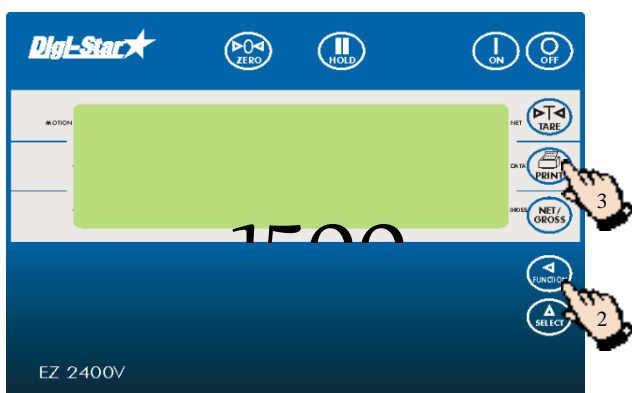 Digi-Star
ZERO
HOLD
ON
OFF
MOTION
NET
TARE
DATA
PRINT
3
GROSS
NET/
GROSS
1500
FUNCTION
2
SELECT
EZ 2400V